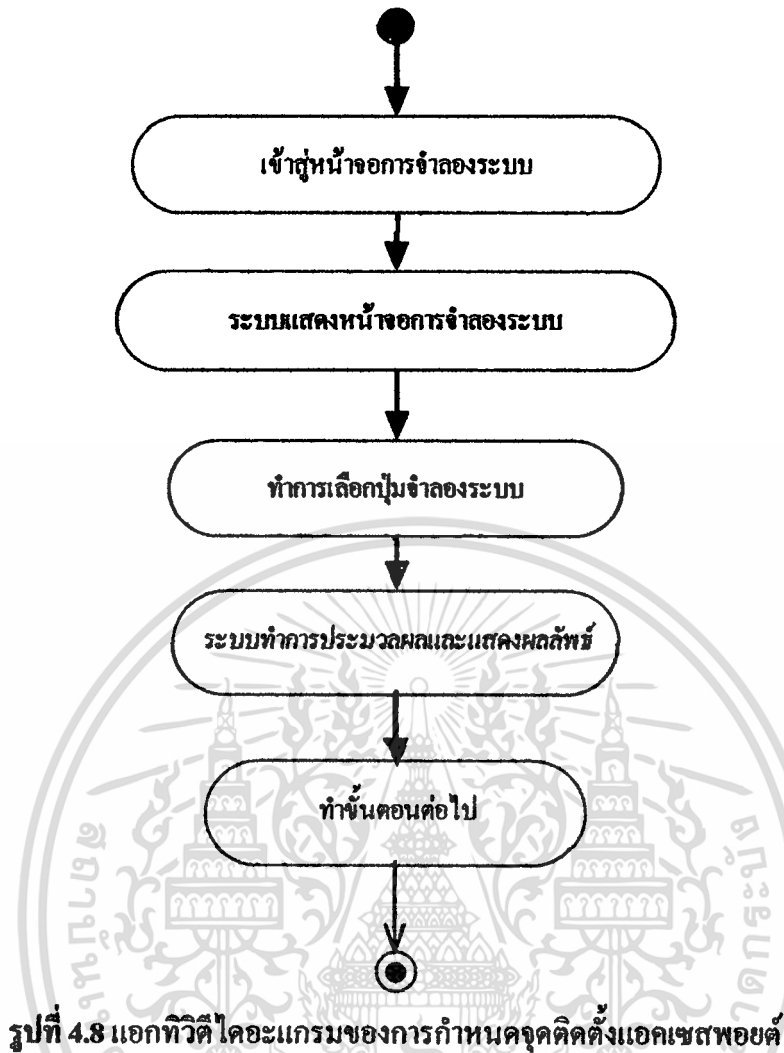 เข้าสู่หน้าจอการจำลองระบบ
ระบบแสดงหน้าจอการจำลองระบบ
ทำการเลือกปุ่มจำลองระบบ
ระบบทำการประมวลผลและแสดงผลลัพธ์
ทำขั้นตอนต่อไป
รูปที่ 4.8 แอกทิวิตีไดอะแกรมของการกำหนดจุดติดตั้งแอคเซสพอยต์